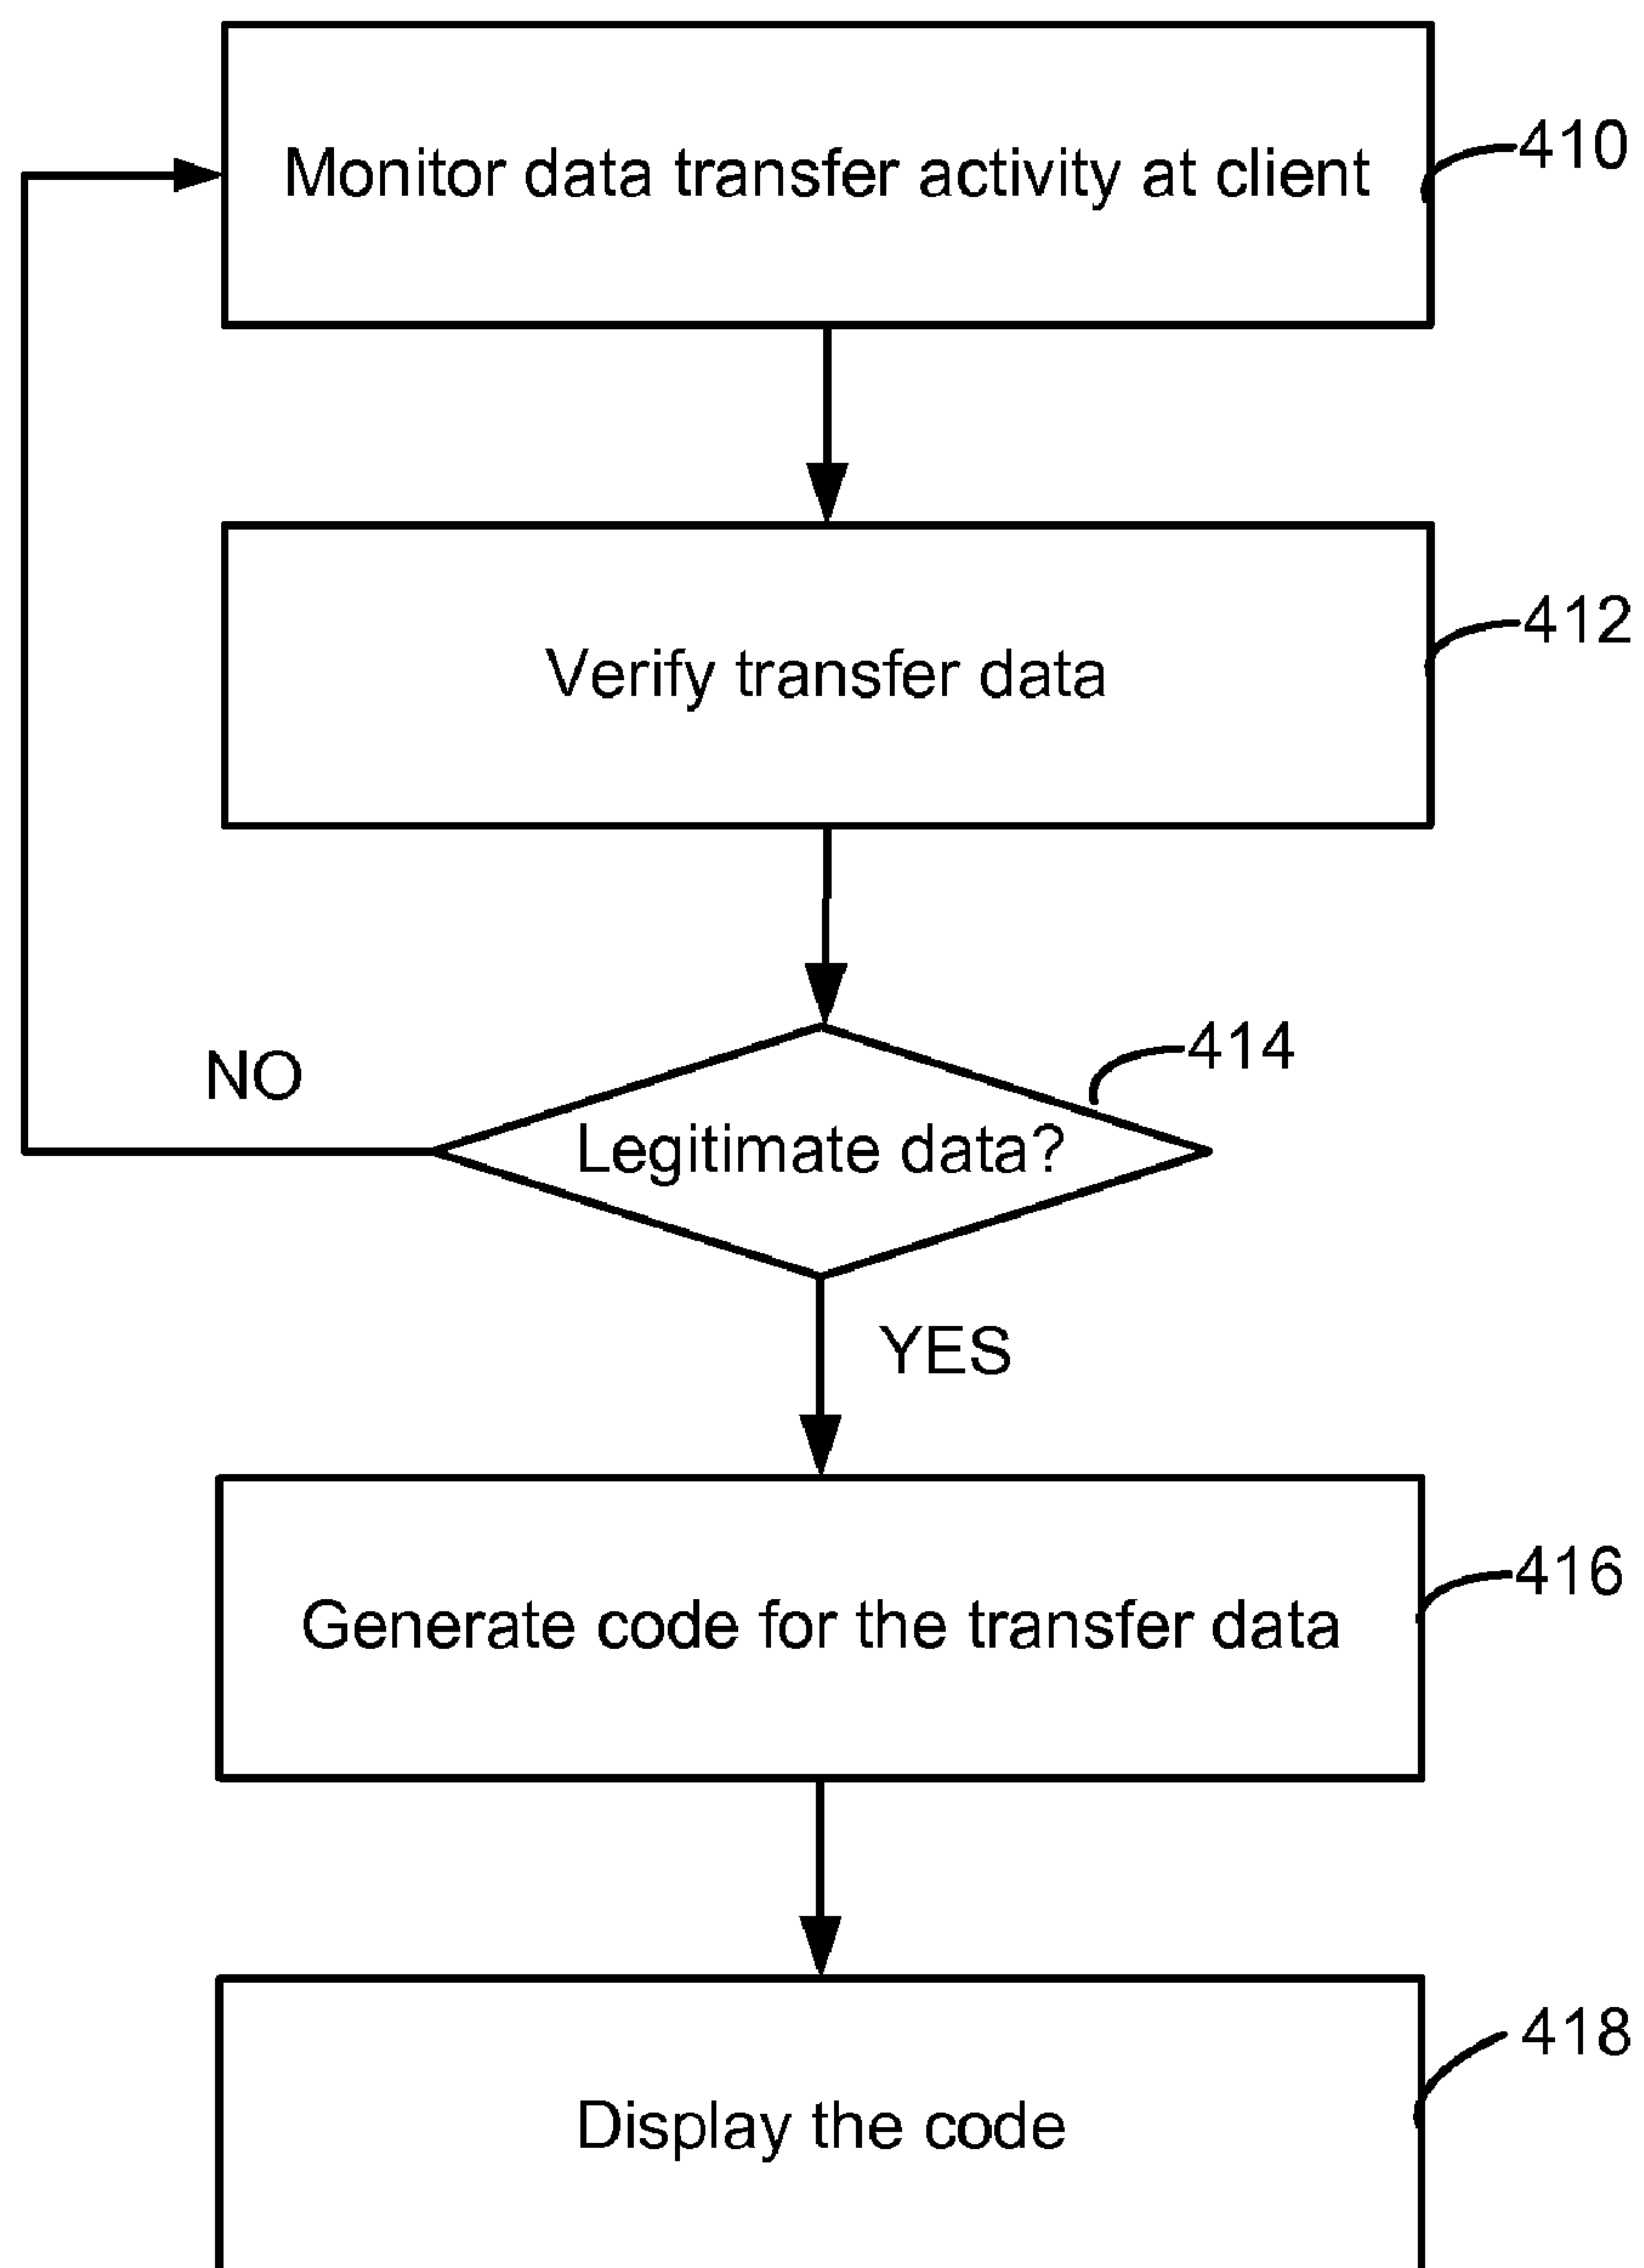 Monitor data transfer activity at client
410
Verify transfer data
412
414
NO
Legitimate data?
YES
416
Generate code for the transfer data
418
Display the code